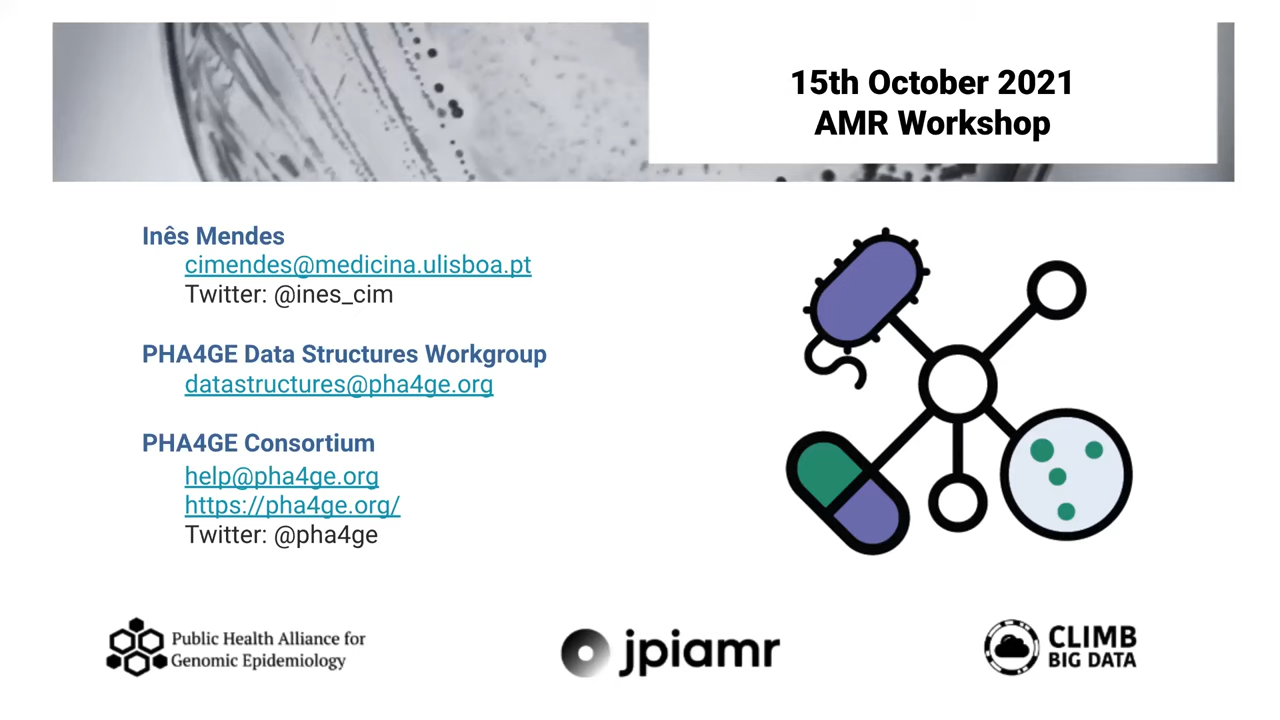 15th October 2021
AMR Workshop
Inês Mendes
cimendes@medicina.ulisboa.pt
Twitter: @ines_cim
PHA4GE Data Structures Workgroup
datastructures@pha4ge.org
PHA4GE Consortium
help@pha4ge.org
https://pha4ge.org/
Twitter: @pha4ge
Public Health Alliance for
Genomic Epidemiology
jpiamr
CLIMB
BIG DATA